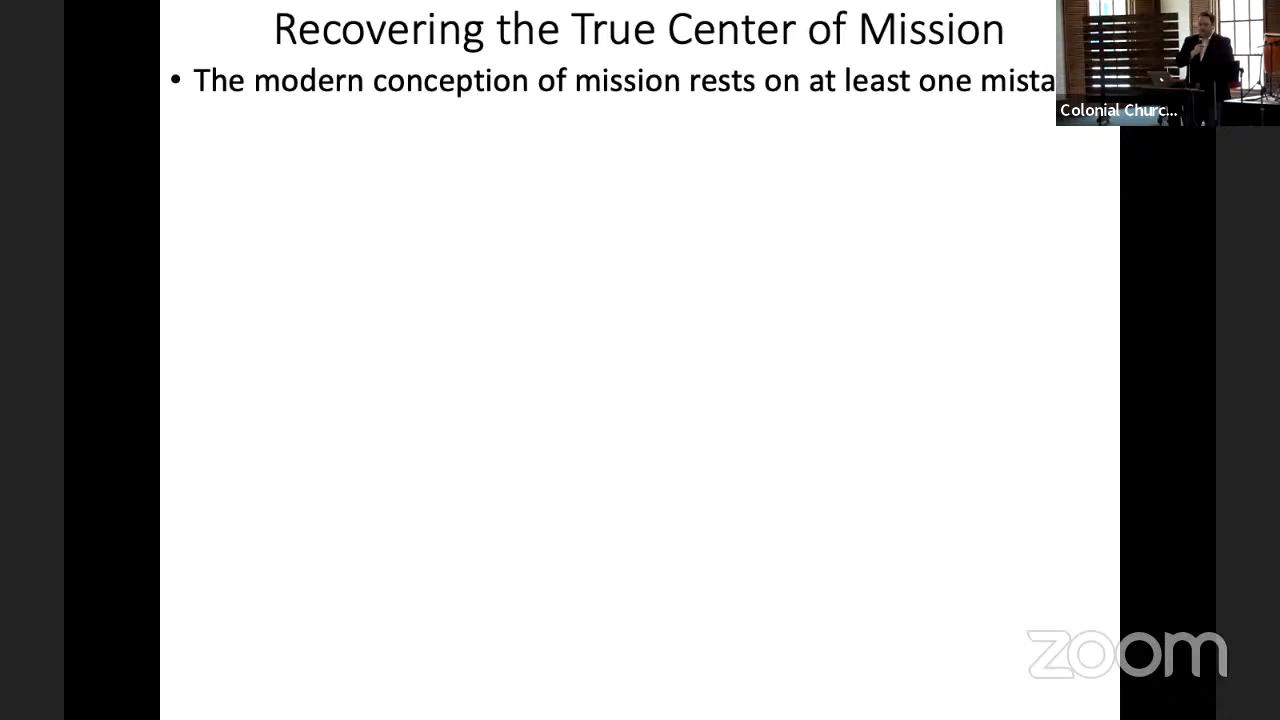 Recovering the True Center of Mission
• The modern conception of mission rests on at least one mista
Colonial Churc...
zoom